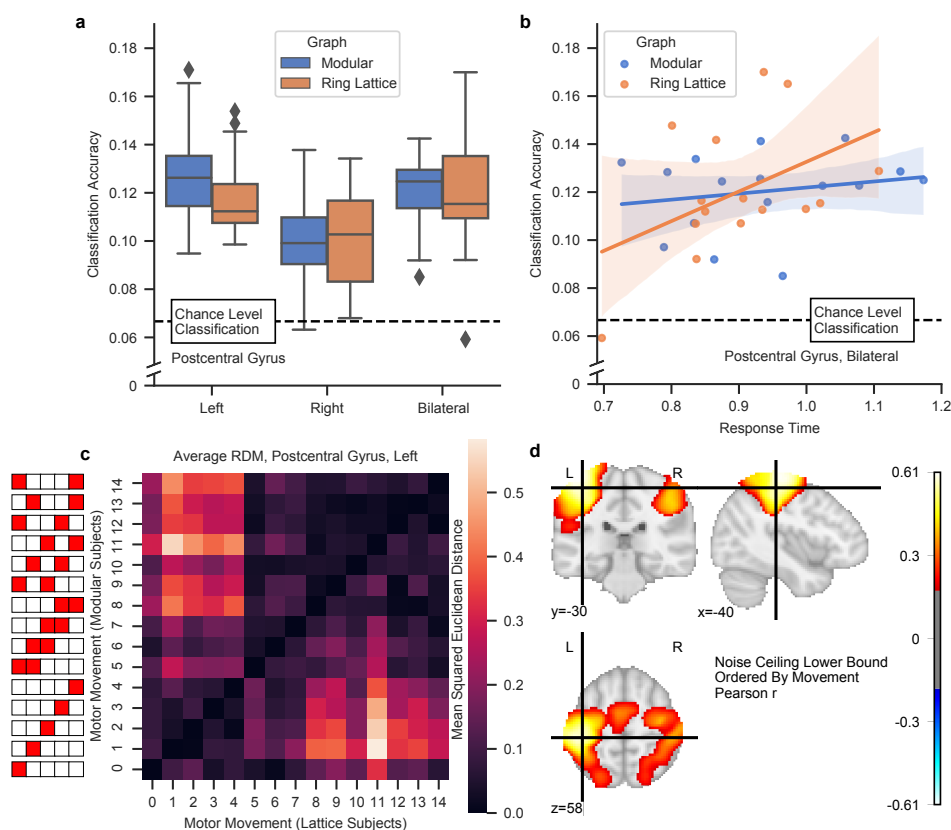 a
0.18
0.16
0.14
0.12
0.10
0.08
0.06
0
Classification Accuracy
Graph
Modular
Ring Lattice
Chance Level
Classification
Postcentral Gyrus
Left
Right
Bilateral
b
0.18
0.16
0.14
0.12
0.10
0.08
0.06
0
Classification Accuracy
Graph
Modular
Ring Lattice
Chance Level
Classification
Postcentral Gyrus, Bilateral
0.7
0.8
0.9
1.0
1.1
1.2
Response Time
c
Average RDM, Postcentral Gyrus, Left
Motor Movement (Modular Subjects)
14
13
12
11
10
9
8
7
6
5
4
3
2
1
0
0 1 2 3 4 5 6 7 8 9 10 11 12 13 14
Motor Movement (Lattice Subjects)
Mean Squared Euclidean Distance
0.5
0.4
0.3
0.2
0.1
0.0
d
L
R
y=-30
x=-40
L
R
z=58
Noise Ceiling Lower Bound
Ordered By Movement
Pearson r
0.61
0.3
0
-0.3
-0.61